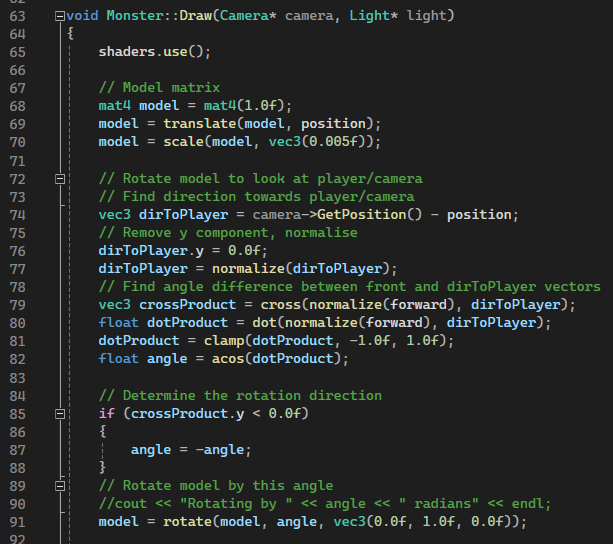 63 void Monster::Draw(Camera* camera, Light* light)
64 {
65 shaders.use();
66
67 // Model matrix
68 mat4 model = mat4(1.0f);
69 model = translate(model, position);
70 model = scale(model, vec3(0.005f));
71
72 // Rotate model to look at player/camera
73 // Find direction towards player/camera
74 vec3 dirToPlayer = camera->GetPosition() - position;
75 // Remove y component, normalise
76 dirToPlayer.y = 0.0f;
77 dirToPlayer = normalize(dirToPlayer);
78 // Find angle difference between front and dirToPlayer vectors
79 vec3 crossProduct = cross(normalize(forward), dirToPlayer);
80 float dotProduct = dot(normalize(forward), dirToPlayer);
81 dotProduct = clamp(dotProduct, -1.0f, 1.0f);
82 float angle = acos(dotProduct);
83
84 // Determine the rotation direction
85 if (crossProduct.y < 0.0f)
86 {
87 angle = -angle;
88 }
89 // Rotate model by this angle
90 //cout << "Rotating by " << angle << " radians" << endl;
91 model = rotate(model, angle, vec3(0.0f, 1.0f, 0.0f));
92